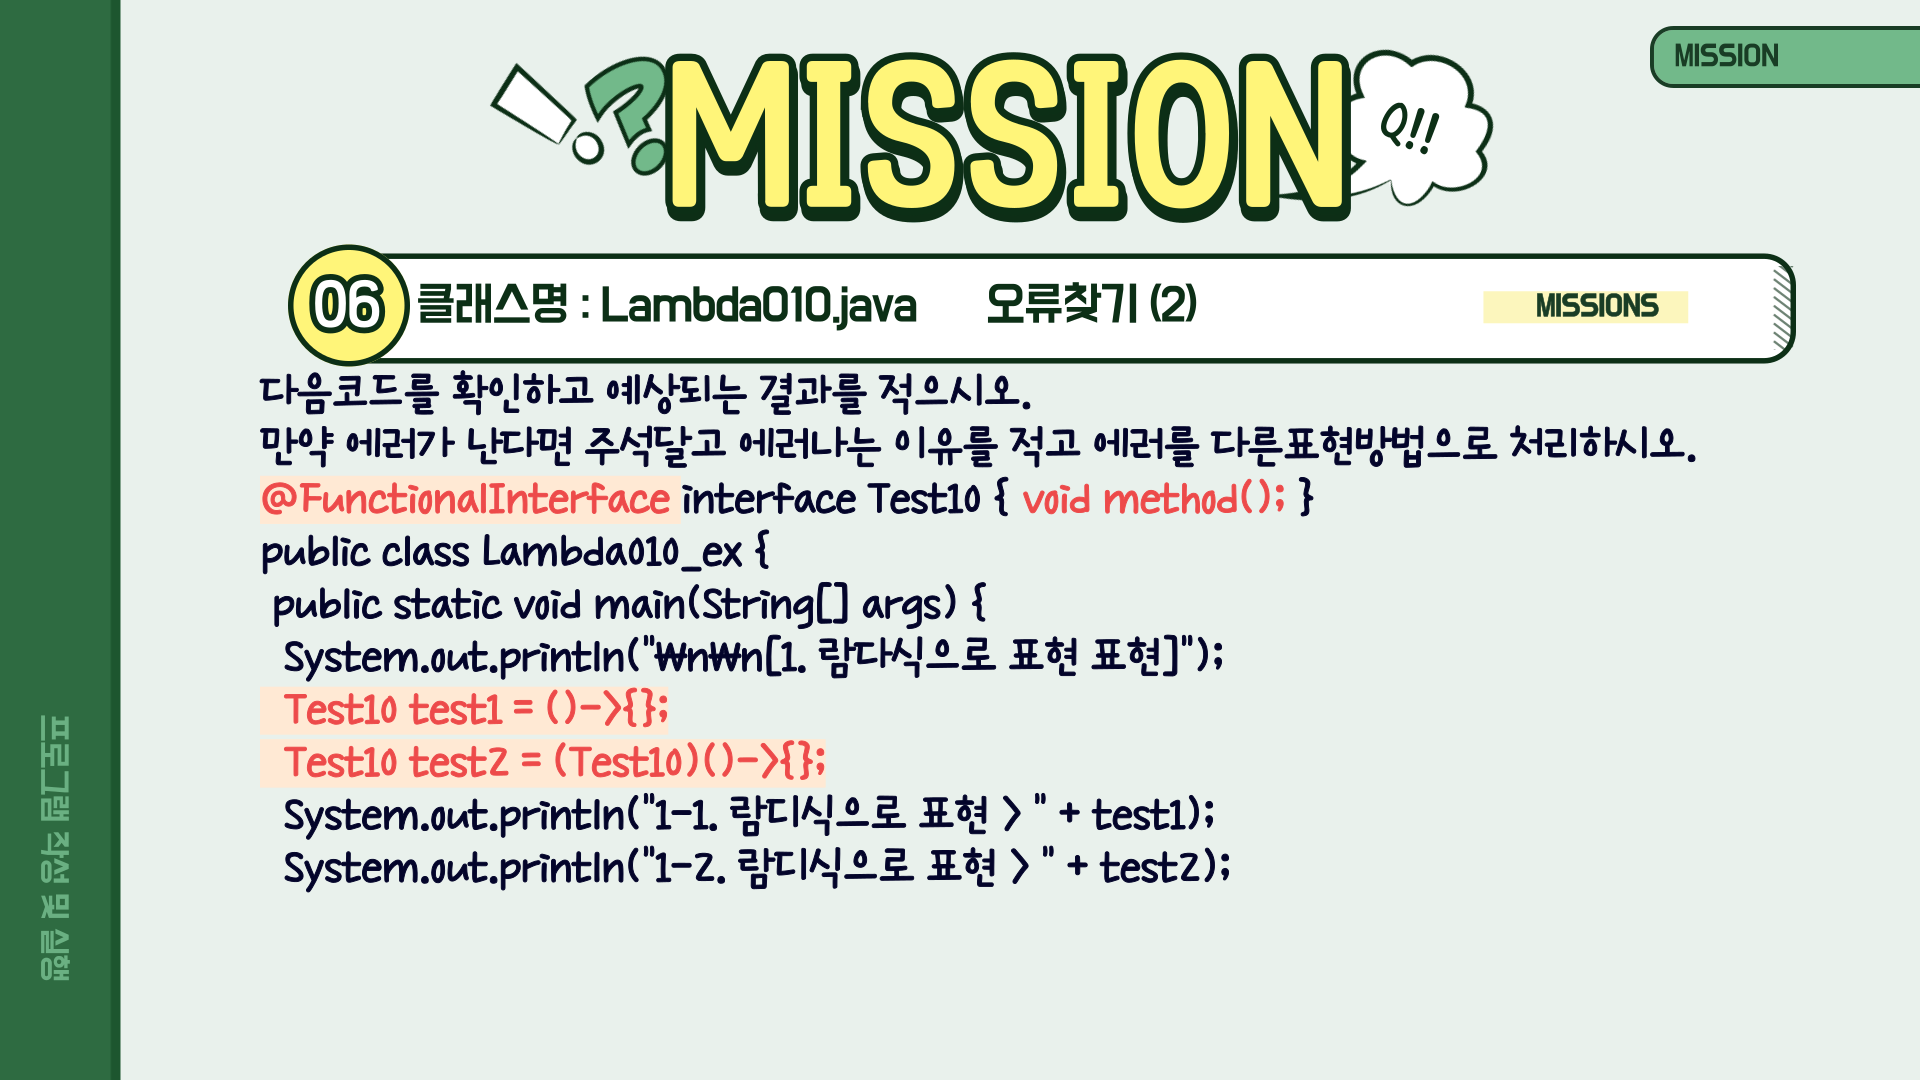 MISSION
! ? MISSION Q!!
06 클래스명 : Lambda010.java 오류찾기 (2) MISSIONS
다음코드를 확인하고 예상되는 결과를 적으시오.
만약 에러가 난다면 주석달고 에러나는 이유를 적고 에러를 다른표현방법으로 처리하시오.
@FunctionalInterface interface Test10 { void method(); }
public class Lambda010_ex {
public static void main(String[] args) {
System.out.println("₩n₩n[1. 람다식으로 표현 표현]");
Test10 test1 = ()->{};
Test10 test2 = (Test10)()->{};
System.out.println("1-1. 람디식으로 표현 > " + test1);
System.out.println("1-2. 람디식으로 표현 > " + test2);
프로그램 작성 및 실행